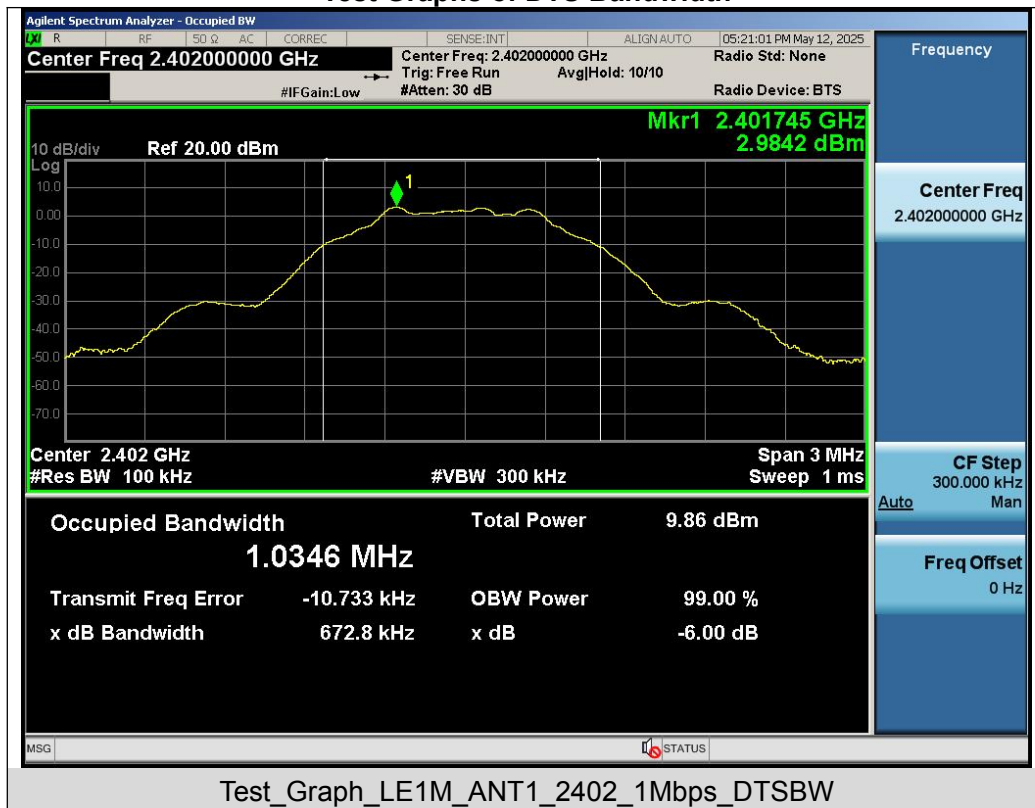 Test Graphs of DTS Bandwidth
Agilent Spectrum Analyzer - Occupied BW
LXI R RF 50 Ω AC CORREC SENSE:INT ALIGN AUTO 05:21:01 PM May 12, 2025
Center Freq 2.402000000 GHz
Center Freq: 2.402000000 GHz Radio Std: None
Trig: Free Run Avg|Hold: 10/10
#IFGain:Low #Atten: 30 dB Radio Device: BTS
Mkr1 2.401745 GHz
2.9842 dBm
10 dB/div Ref 20.00 dBm
Log
10.0
1
0.00
-10.0
-20.0
-30.0
-40.0
-50.0
-60.0
-70.0
Center 2.402 GHz Span 3 MHz
#Res BW 100 kHz #VBW 300 kHz Sweep 1 ms
Occupied Bandwidth Total Power 9.86 dBm
1.0346 MHz
Transmit Freq Error -10.733 kHz OBW Power 99.00 %
x dB Bandwidth 672.8 kHz x dB -6.00 dB
MSG STATUS
Frequency
Center Freq
2.402000000 GHz
CF Step
300.000 kHz
Auto Man
Freq Offset
0 Hz
Test_Graph_LE1M_ANT1_2402_1Mbps_DTSBW